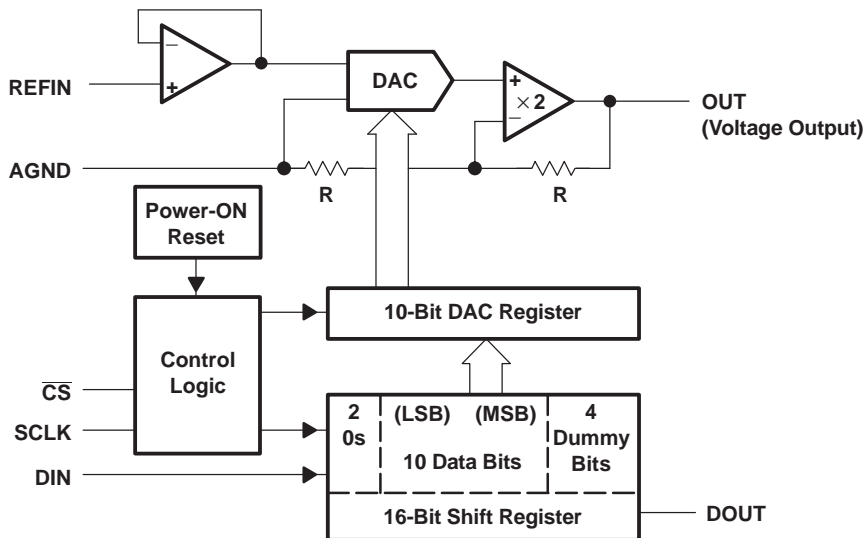 −
REFIN
+
DAC
+
× 2
−
OUT
(Voltage Output)
AGND
R
R
Power-ON
Reset
10-Bit DAC Register
Control
Logic
CS
SCLK
DIN
2
0s
(LSB) (MSB)
10 Data Bits
4
Dummy
Bits
16-Bit Shift Register
DOUT